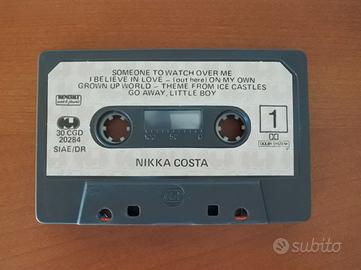 SOMEONE TO WATCH OVER ME
I BELIEVE IN LOVE - (out here) ON MY OWN
GROWN UP WORLD - THEME FROM ICE CASTLES
GO AWAY, LITTLE BOY
30 CGD
20284
SIAE/DR
1
DOLBY SYSTEM
NIKKA COSTA
subito